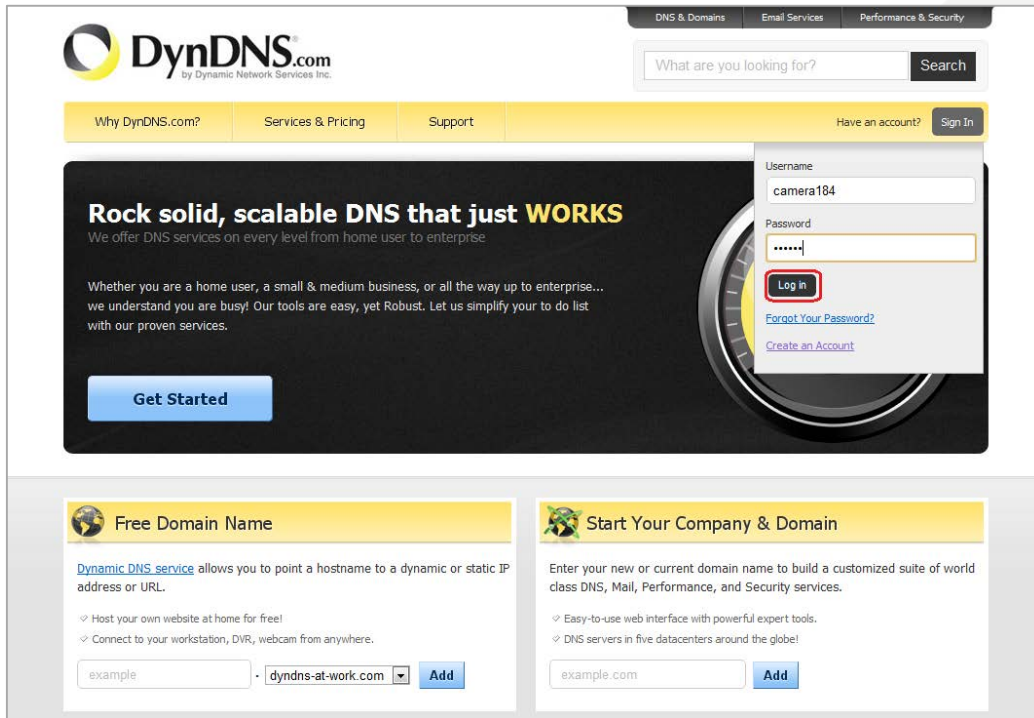 DNS & Domains
Email Services
Performance & Security
DynDNS.com
by Dynamic Network Services Inc.
What are you looking for?
Search
Why DynDNS.com?
Services & Pricing
Support
Have an account?
Sign In
Username
camera184
Password
••••••
Log in
Forgot Your Password?
Create an Account
Rock solid, scalable DNS that just WORKS
We offer DNS services on every level from home user to enterprise
Whether you are a home user, a small & medium business, or all the way up to enterprise...
we understand you are busy! Our tools are easy, yet Robust. Let us simplify your to do list
with our proven services.
Get Started
Free Domain Name
Dynamic DNS service allows you to point a hostname to a dynamic or static IP
address or URL.
Host your own website at home for free!
Connect to your workstation, DVR, webcam from anywhere.
example
. dyndns-at-work.com
Add
Start Your Company & Domain
Enter your new or current domain name to build a customized suite of world
class DNS, Mail, Performance, and Security services.
Easy-to-use web interface with powerful expert tools.
DNS servers in five datacenters around the globe!
example.com
Add